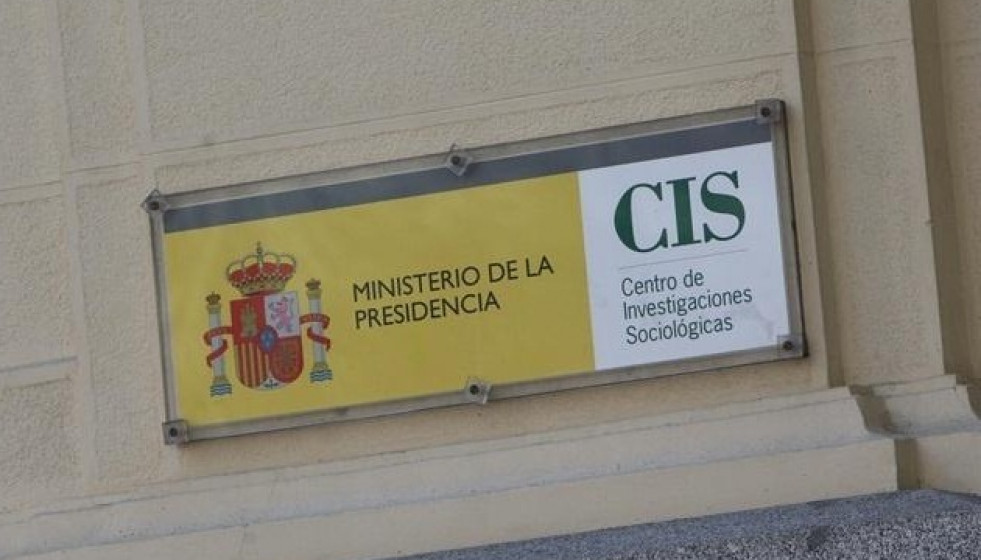 MINISTERIO DE LA
PRESIDENCIA
CIS
Centro de
Investigaciones
Sociológicas